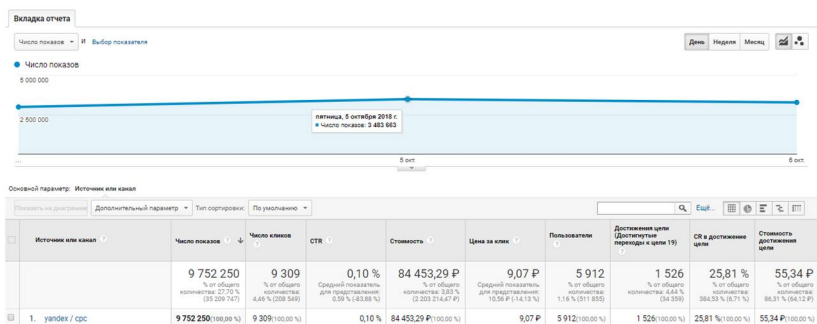 Вкладка отчета
Число показов И Выбор показателя День Неделя Месяц
Число показов
5 000 000
2 500 000
пятница, 5 октября 2018 г.
Число показов: 3 483 663
... 5 окт. 6 окт.
Основной параметр: Источник или канал
Показать на диаграмме Дополнительный параметр Тип сортировки: По умолчанию Ещё...
Источник или канал ? Число показов ? Число кликов ? CTR ? Стоимость ? Цена за клик ? Пользователи ? Достижения цели (Достигнутые переходы к цели 19) ? CR в достижение цели Стоимость достижения цели
9 752 250 9 309 0,10 % 84 453,29 ₽ 9,07 ₽ 5 912 1 526 25,81 % 55,34 ₽
% от общего количества: 27,70 % (35 209 747) % от общего количества: 4,46 % (208 549) Средний показатель для представления: 0,59 % (-83,88 %) % от общего количества: 3,83 % (2 203 214,47 ₽) Средний показатель для представления: 10,56 ₽ (-14,13 %) % от общего количества: 1,16 % (511 855) % от общего количества: 4,44 % (34 359) % от общего количества: 384,53 % (6,71 %) % от общего количества: 86,31 % (64,12 ₽)
1. yandex / cpc 9 752 250(100,00 %) 9 309(100,00 %) 0,10 % 84 453,29 ₽(100,00 %) 9,07 ₽ 5 912(100,00 %) 1 526(100,00 %) 25,81 %(100,00 %) 55,34 ₽(100,00 %)